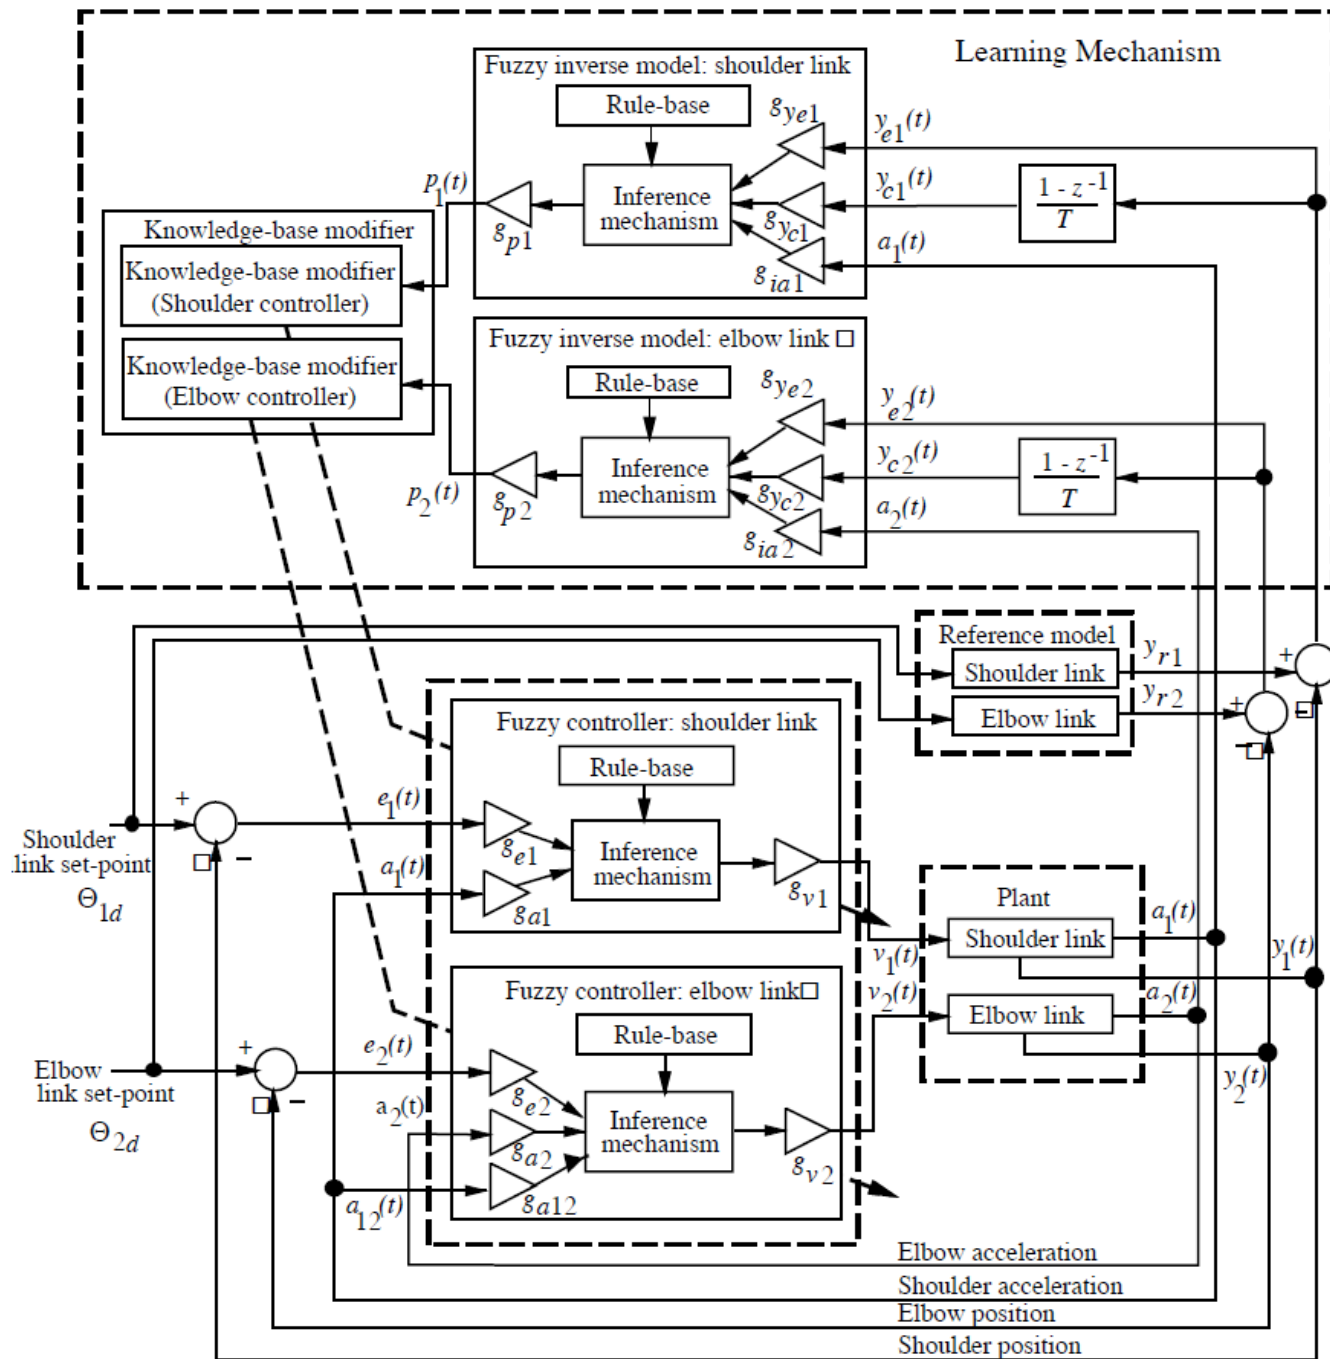 Learning Mechanism
Fuzzy inverse model: shoulder link
Rule-base
Inference
mechanism
g_ye1
g_yc1
g_ia1
g_p1
y_e1(t)
y_c1(t)
a_1(t)
1 - z^-1
T
p_1(t)
Knowledge-base modifier
Knowledge-base modifier
(Shoulder controller)
Knowledge-base modifier
(Elbow controller)
Fuzzy inverse model: elbow link □
Rule-base
Inference
mechanism
g_ye2
g_yc2
g_ia2
g_p2
y_e2(t)
y_c2(t)
a_2(t)
1 - z^-1
T
p_2(t)
Reference model
Shoulder link
Elbow link
y_r1
y_r2
+
+
− □
− □
Fuzzy controller: shoulder link
Rule-base
Inference
mechanism
e_1(t)
a_1(t)
g_e1
g_a1
g_v1
+
□ −
Shoulder
link set-point
Θ_1d
Plant
Shoulder link
Elbow link
a_1(t)
y_1(t)
a_2(t)
y_2(t)
v_1(t)
v_2(t)
Fuzzy controller: elbow link□
Rule-base
Inference
mechanism
e_2(t)
a_2(t)
a_12(t)
g_e2
g_a2
g_a12
g_v2
+
□ −
Elbow
link set-point
Θ_2d
Elbow acceleration
Shoulder acceleration
Elbow position
Shoulder position